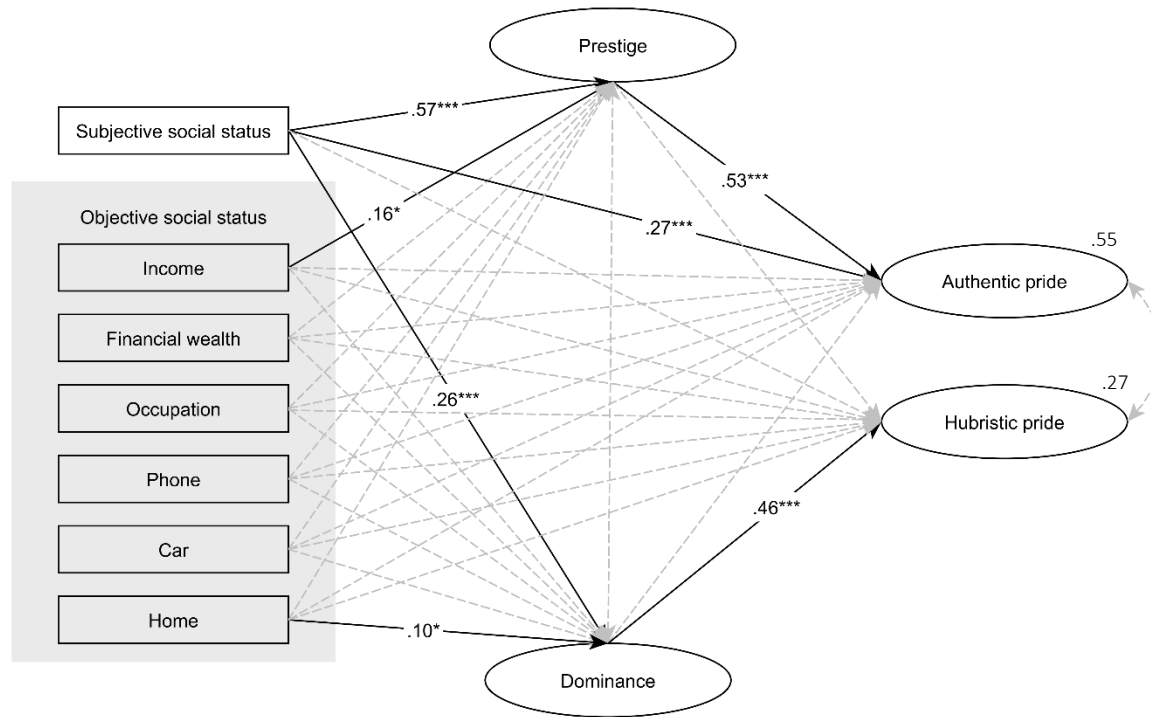 Prestige
.57***
Subjective social status
.53***
Objective social status
.16*
.27***
.55
Income
Authentic pride
Financial wealth
.27
.26***
Occupation
Hubristic pride
Phone
.46***
Car
Home
.10*
Dominance